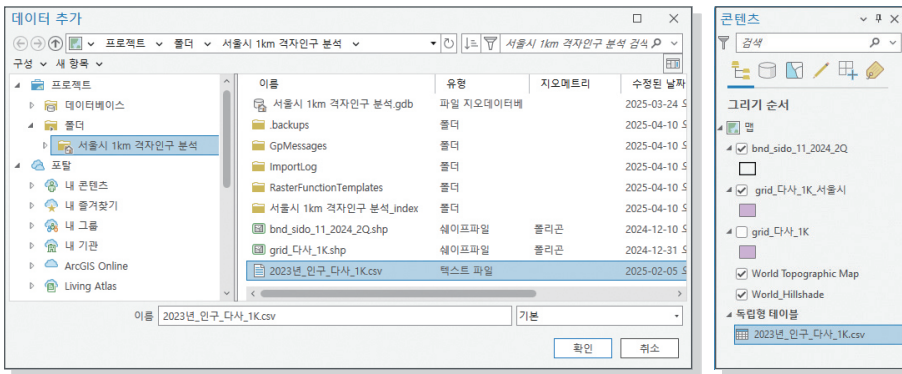 데이터 추가
프로젝트 폴더 서울시 1km 격자인구 분석
서울시 1km 격자인구 분석 검색
구성 새 항목
프로젝트
데이터베이스
폴더
서울시 1km 격자인구 분석
포탈
내 콘텐츠
내 즐겨찾기
내 그룹
내 기관
ArcGIS Online
Living Atlas
이름 유형 지오메트리 수정된 날짜
서울시 1km 격자인구 분석.gdb 파일 지오데이터베 2025-03-24
.backups 폴더 2025-04-10
GpMessages 폴더 2025-04-10
ImportLog 폴더 2025-04-10
RasterFunctionTemplates 폴더 2025-04-10
서울시 1km 격자인구 분석_index 폴더 2025-04-10
bnd_sido_11_2024_2Q.shp 쉐이프파일 폴리곤 2024-12-10
grid_다사_1K.shp 쉐이프파일 폴리곤 2024-12-31
2023년_인구_다사_1K.csv 텍스트 파일 2025-02-05
이름 2023년_인구_다사_1K.csv 기본
확인 취소
콘텐츠
검색
그리기 순서
맵
bnd_sido_11_2024_2Q
grid_다사_1K_서울시
grid_다사_1K
World Topographic Map
World_Hillshade
독립형 테이블
2023년_인구_다사_1K.csv